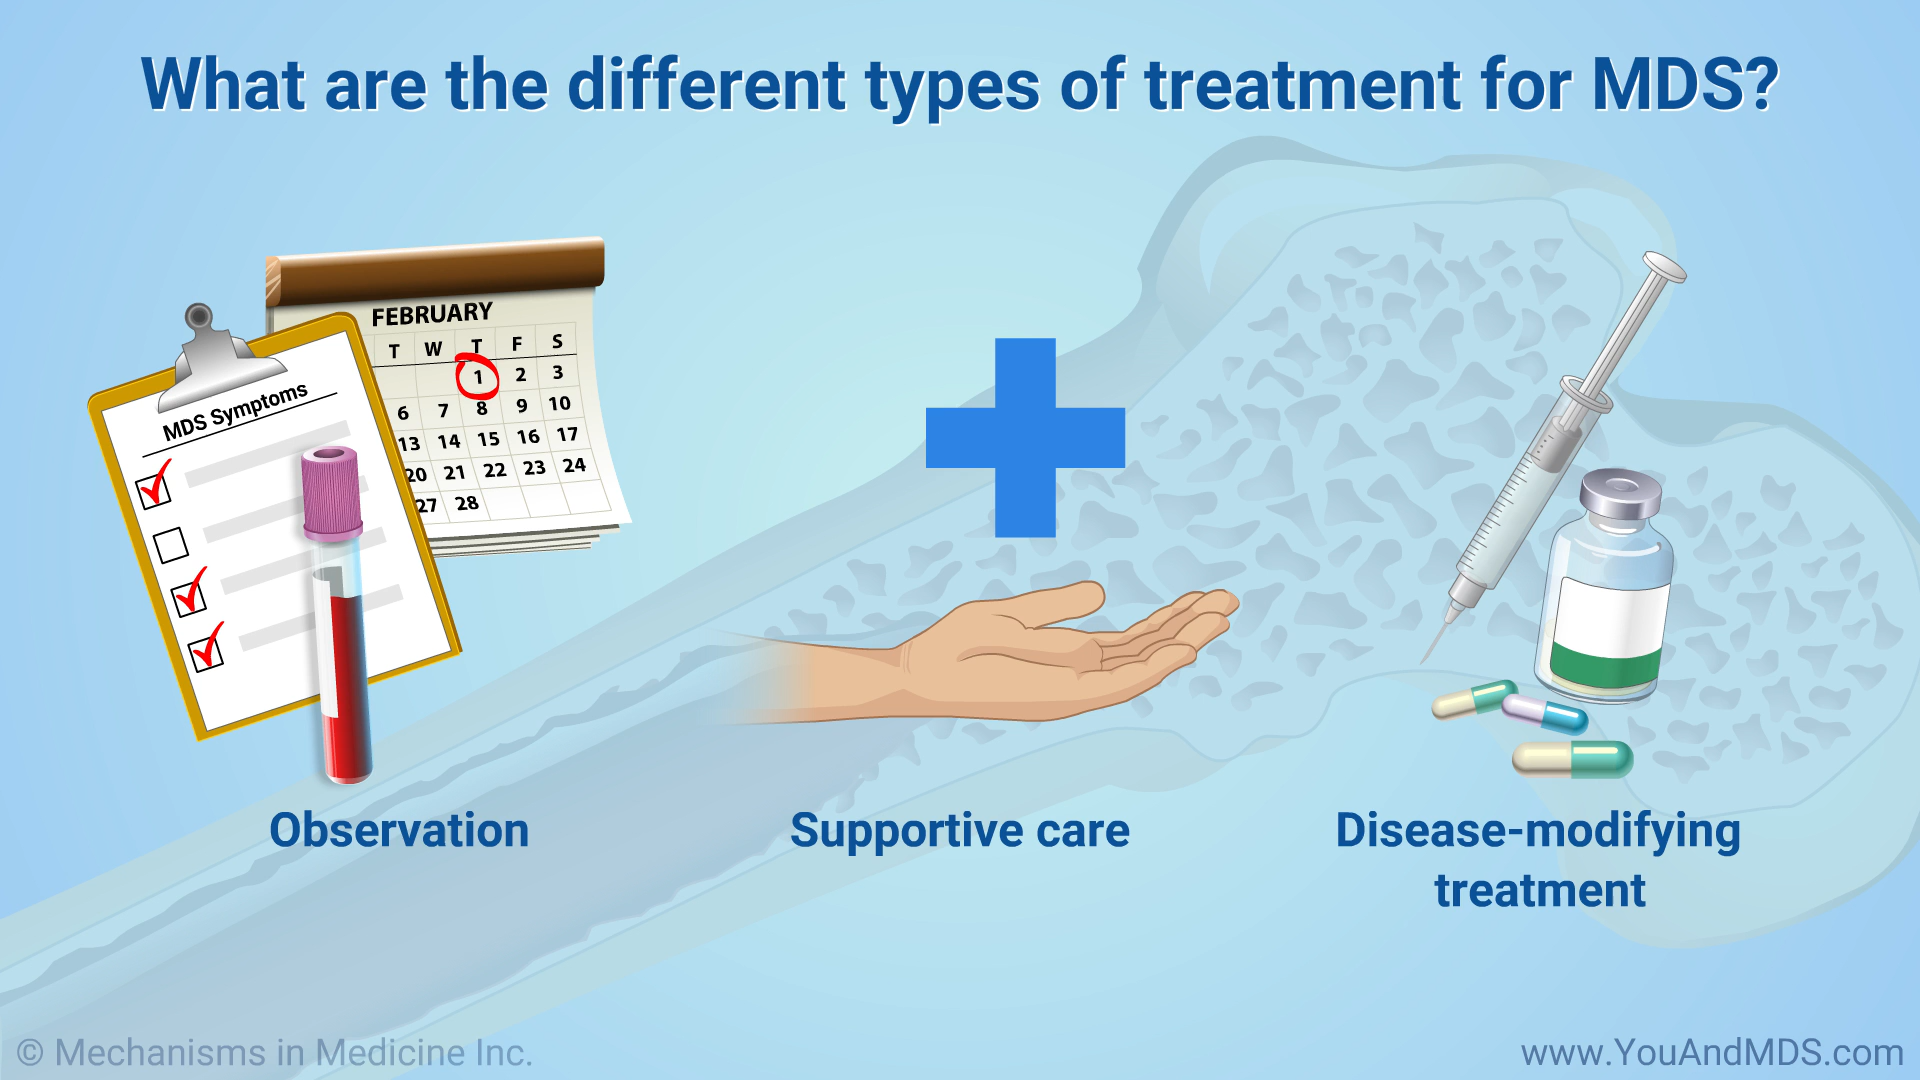 What are the different types of treatment for MDS?
FEBRUARY
T W T F S
1 2 3
6 7 8 9 10
13 14 15 16 17
20 21 22 23 24
27 28
MDS Symptoms
Observation
Supportive care
Disease-modifying
treatment
© Mechanisms in Medicine Inc.
www.YouAndMDS.com